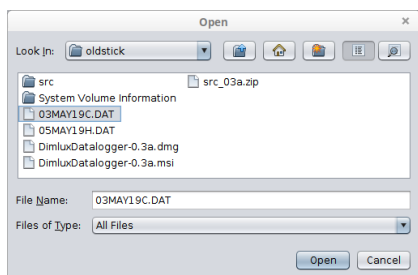 Open
Look In: oldstick
src
System Volume Information
03MAY19C.DAT
05MAY19H.DAT
DimluxDatalogger-0.3a.dmg
DimluxDatalogger-0.3a.msi
src_03a.zip
File Name: 03MAY19C.DAT
Files of Type: All Files
Open Cancel